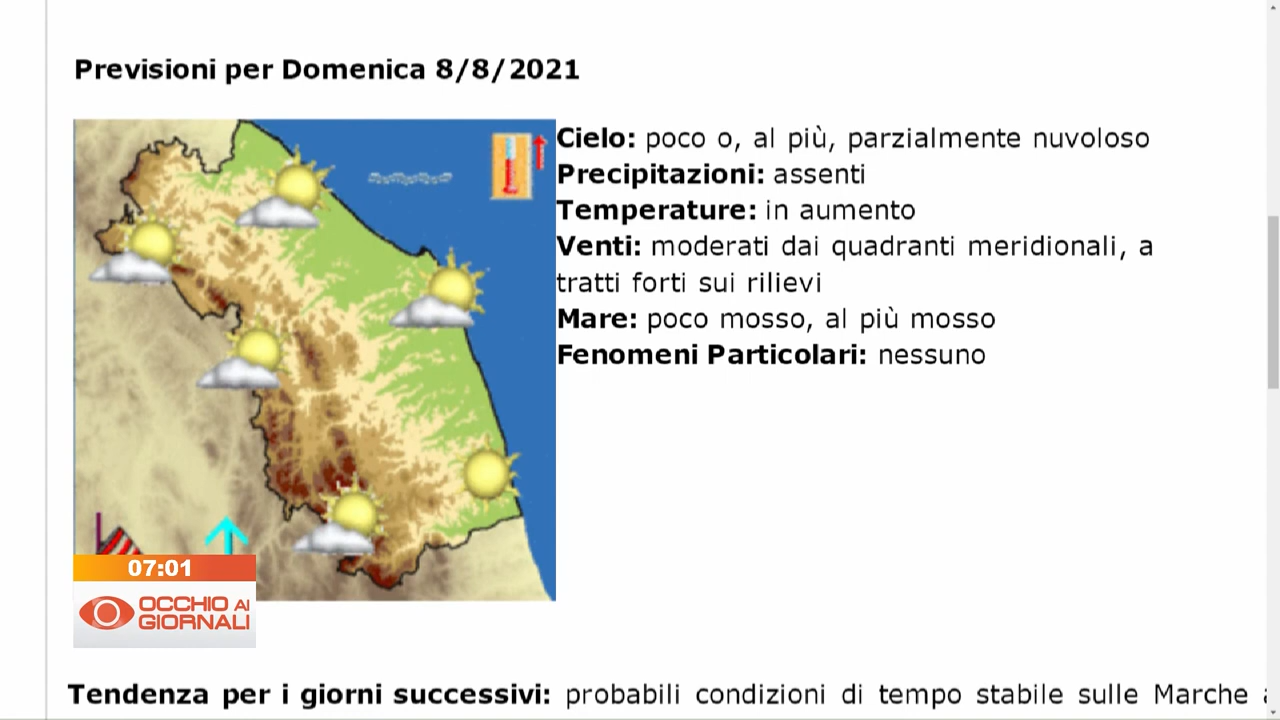 Previsioni per Domenica 8/8/2021
Cielo: poco o, al più, parzialmente nuvoloso
Precipitazioni: assenti
Temperature: in aumento
Venti: moderati dai quadranti meridionali, a
tratti forti sui rilievi
Mare: poco mosso, al più mosso
Fenomeni Particolari: nessuno
07:01
OCCHIO AI
GIORNALI
Tendenza per i giorni successivi: probabili condizioni di tempo stabile sulle Marche